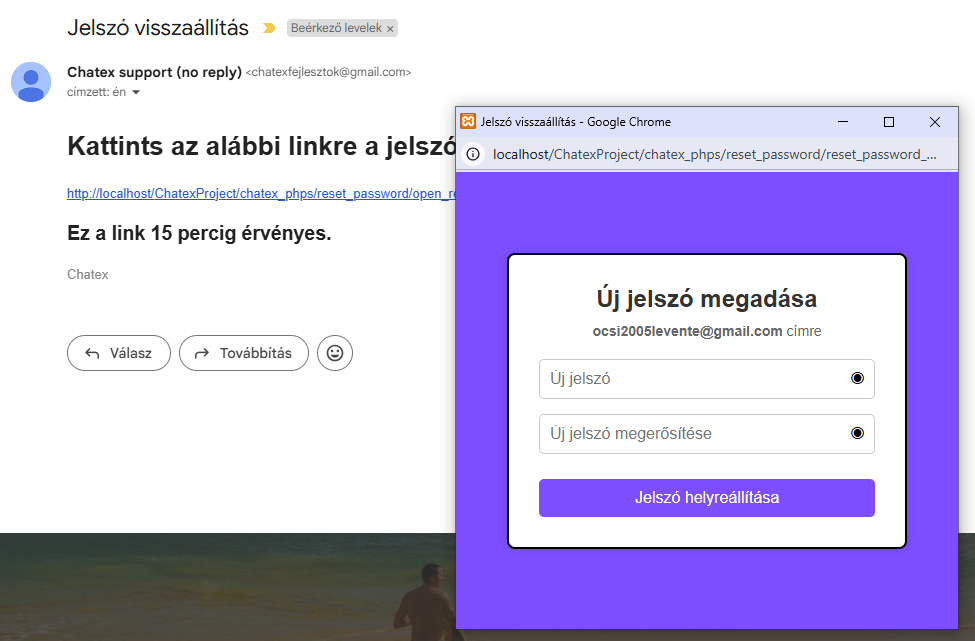 Jelszó visszaállítás
Beérkező levelek ×
Chatex support (no reply) <chatexfejlesztok@gmail.com>
címzett: én
Kattints az alábbi linkre a jelszó
http://localhost/ChatexProject/chatex_phps/reset_password/open_re
Ez a link 15 percig érvényes.
Chatex
Válasz
Továbbítás
Jelszó visszaállítás - Google Chrome
localhost/ChatexProject/chatex_phps/reset_password/reset_password_...
Új jelszó megadása
ocsi2005levente@gmail.com címre
Új jelszó
Új jelszó megerősítése
Jelszó helyreállítása